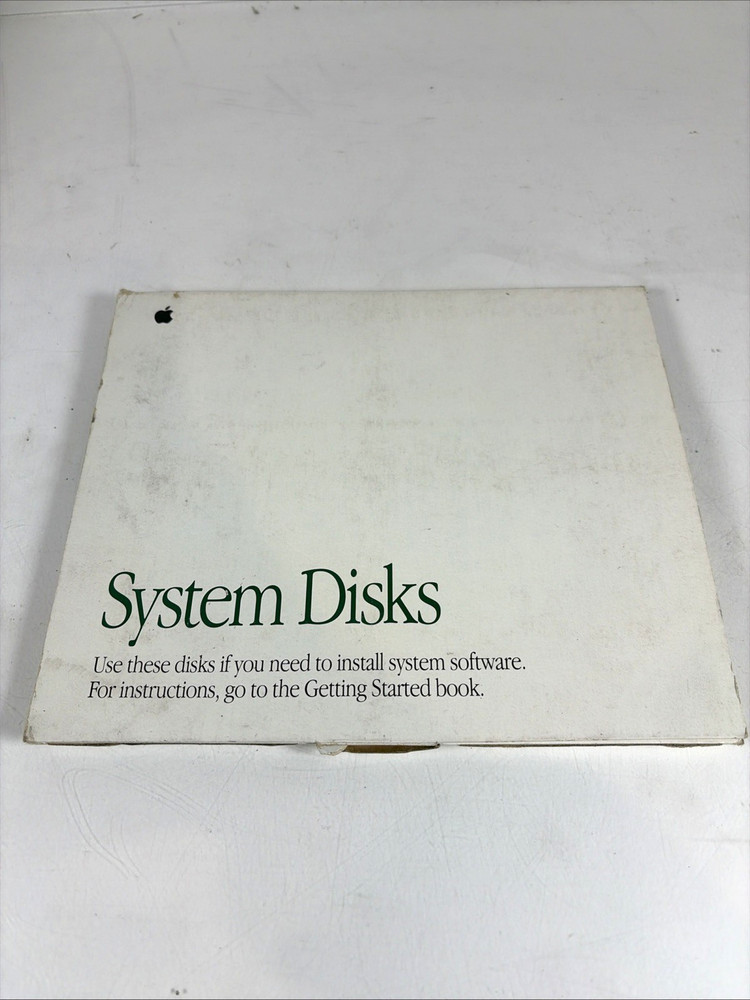 System Disks
Use these disks if you need to install system software.
For instructions, go to the Getting Started book.